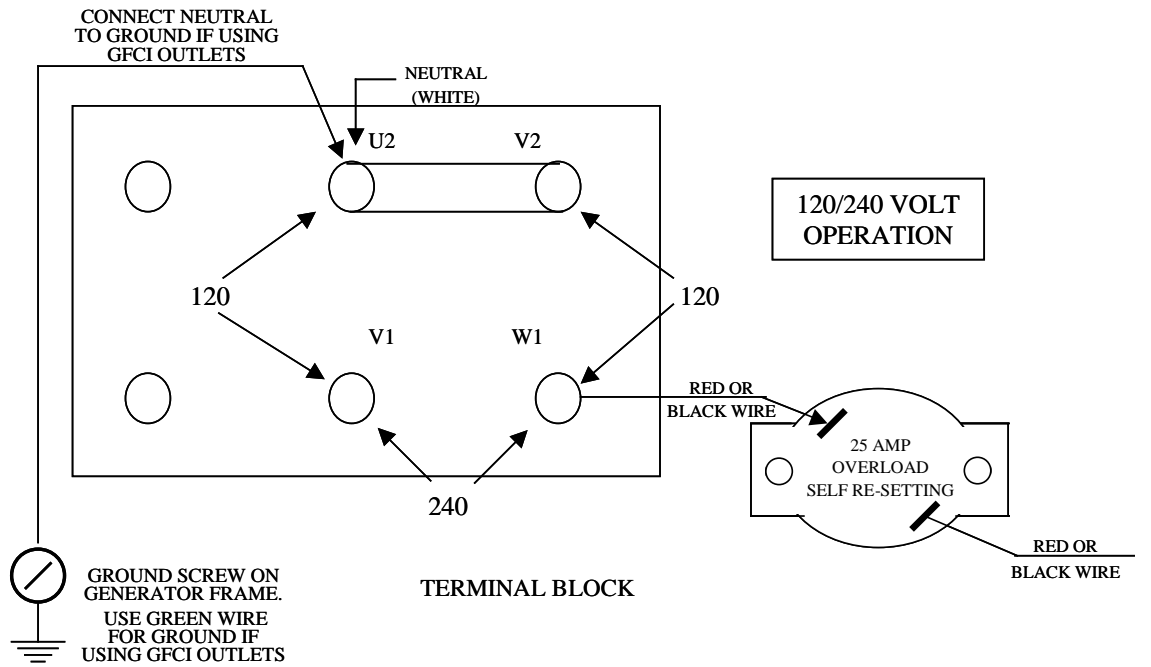 CONNECT NEUTRAL
TO GROUND IF USING
GFCI OUTLETS
NEUTRAL
(WHITE)
U2
V2
120/240 VOLT
OPERATION
120
120
V1
W1
RED OR
BLACK WIRE
25 AMP
OVERLOAD
SELF RE-SETTING
240
RED OR
BLACK WIRE
GROUND SCREW ON
GENERATOR FRAME.
USE GREEN WIRE
FOR GROUND IF
USING GFCI OUTLETS
TERMINAL BLOCK